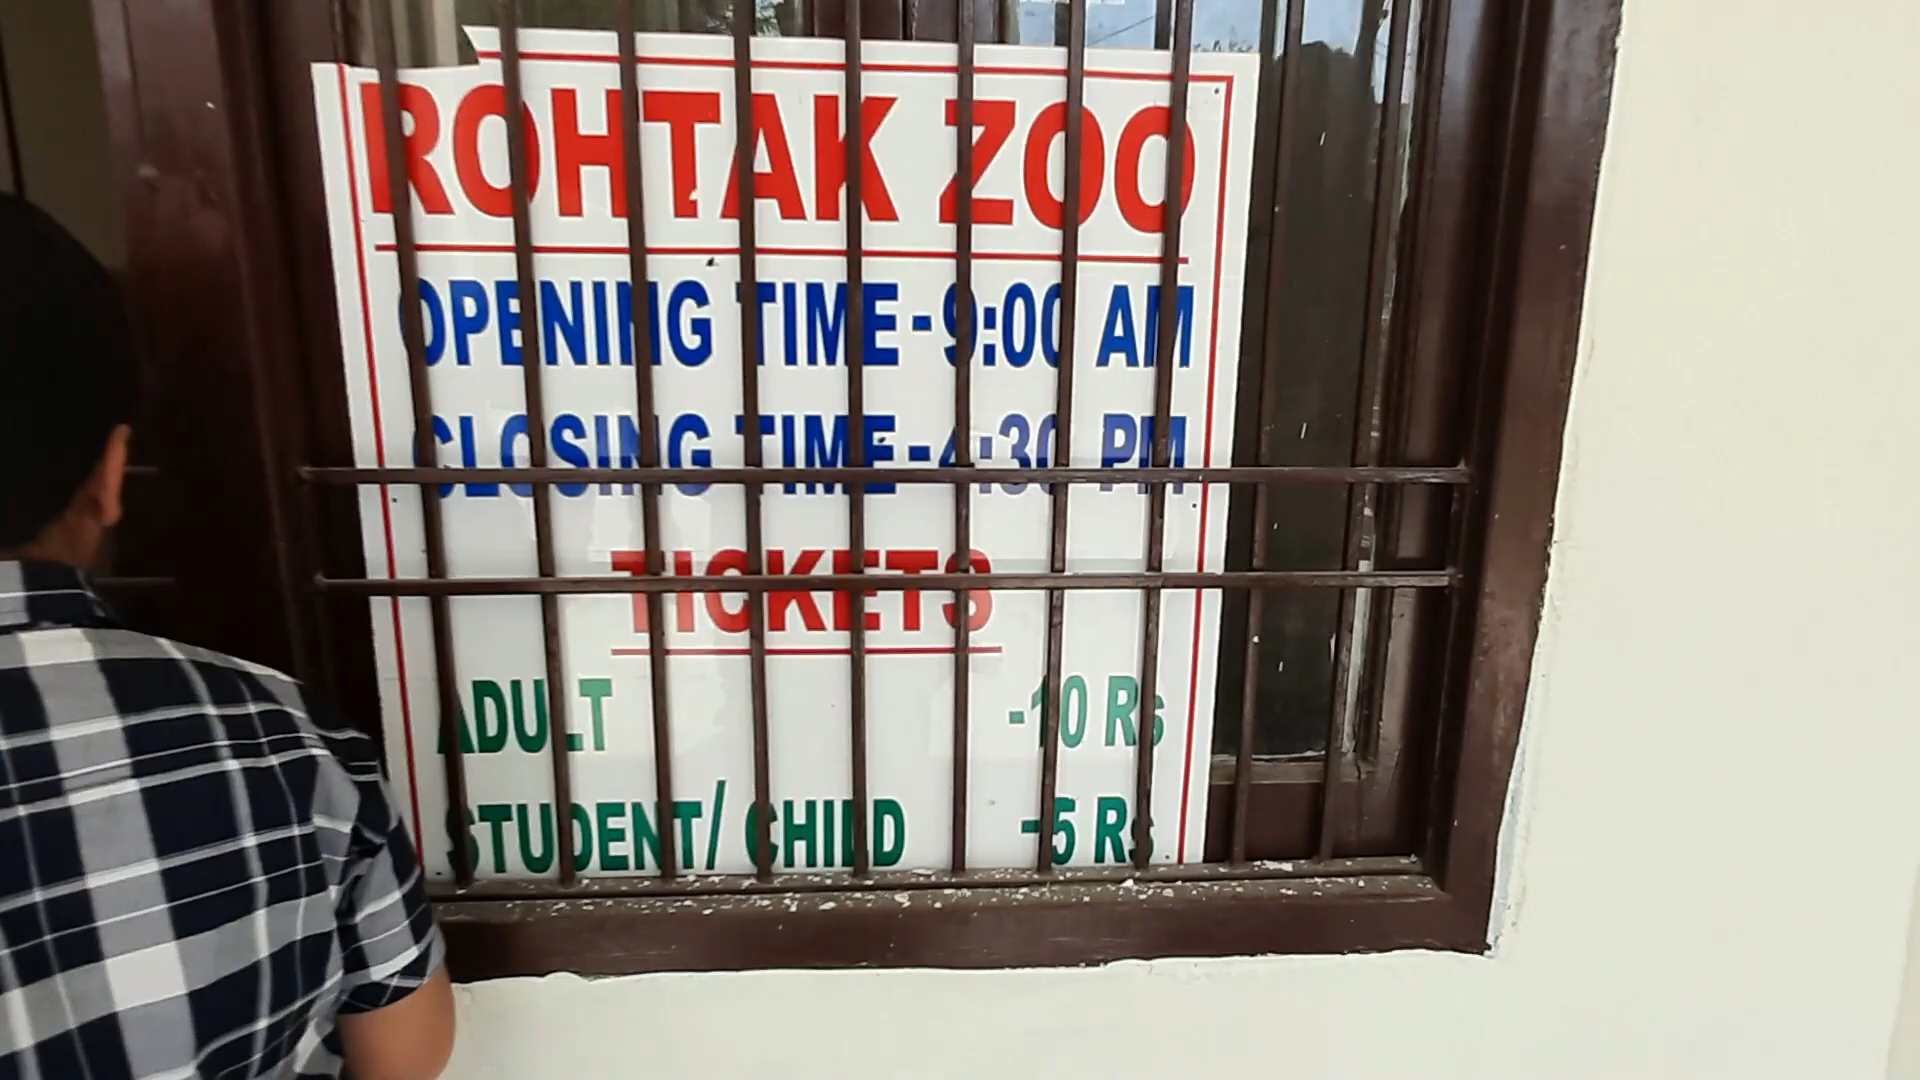 ROHTAK ZOO
OPENING TIME-9:00 AM
CLOSING TIME-4:30 PM
TICKETS
ADULT -10 Rs
STUDENT/ CHILD -5 Rs